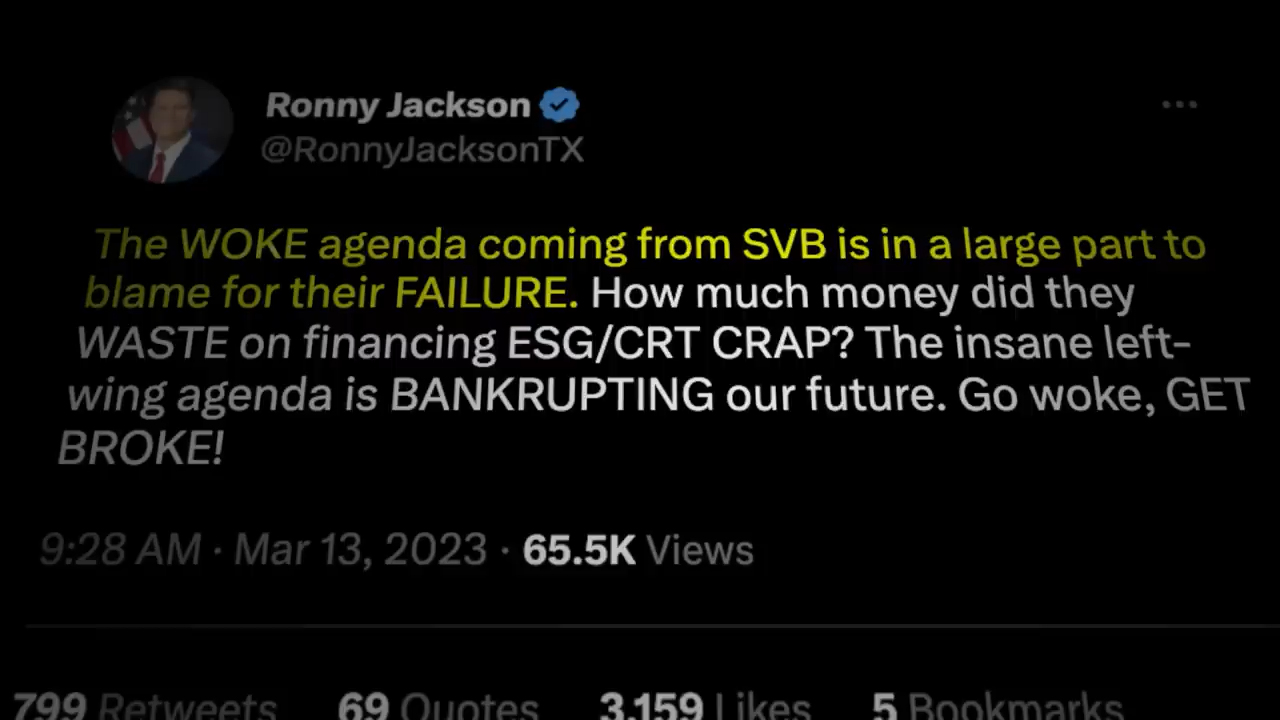 Ronny Jackson
@RonnyJacksonTX
The WOKE agenda coming from SVB is in a large part to
blame for their FAILURE. How much money did they
WASTE on financing ESG/CRT CRAP? The insane left-
wing agenda is BANKRUPTING our future. Go woke, GET
BROKE!
9:28 AM · Mar 13, 2023 · 65.5K Views
799 Retweets 69 Quotes 3,159 Likes 5 Bookmarks